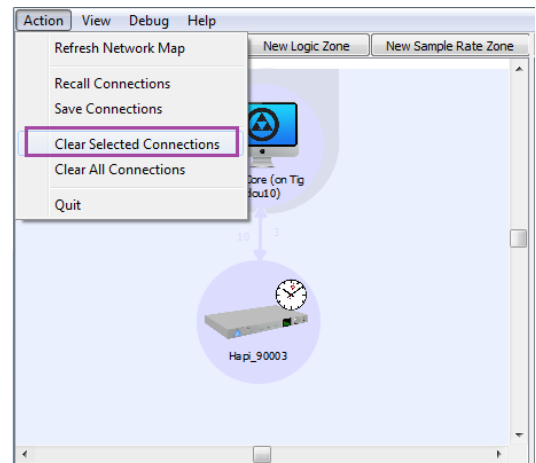 Action View Debug Help
Refresh Network Map
New Logic Zone New Sample Rate Zone
Recall Connections
Save Connections
Clear Selected Connections
Clear All Connections
Quit
Core (on Tig
dou10)
10 3
Hapi_90003